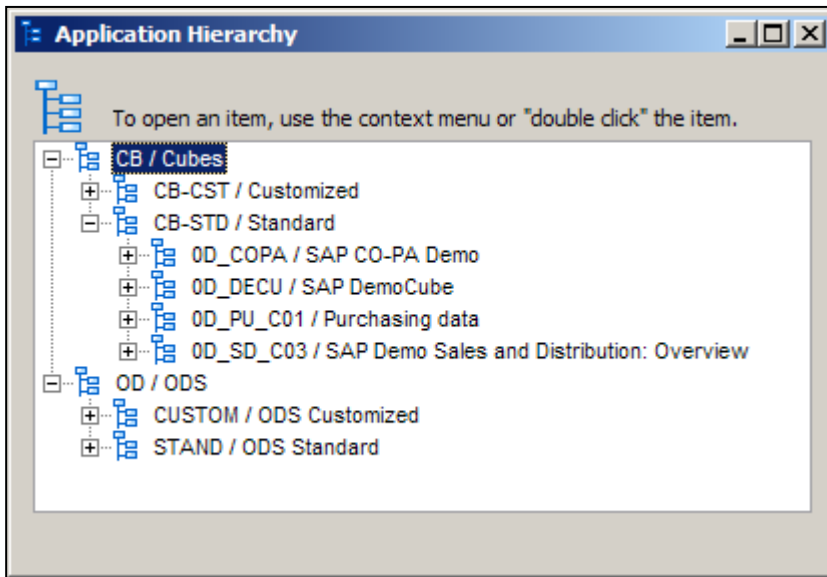 Application Hierarchy
To open an item, use the context menu or "double click" the item.
CB / Cubes
CB-CST / Customized
CB-STD / Standard
0D_COPA / SAP CO-PA Demo
0D_DECU / SAP DemoCube
0D_PU_C01 / Purchasing data
0D_SD_C03 / SAP Demo Sales and Distribution: Overview
OD / ODS
CUSTOM / ODS Customized
STAND / ODS Standard